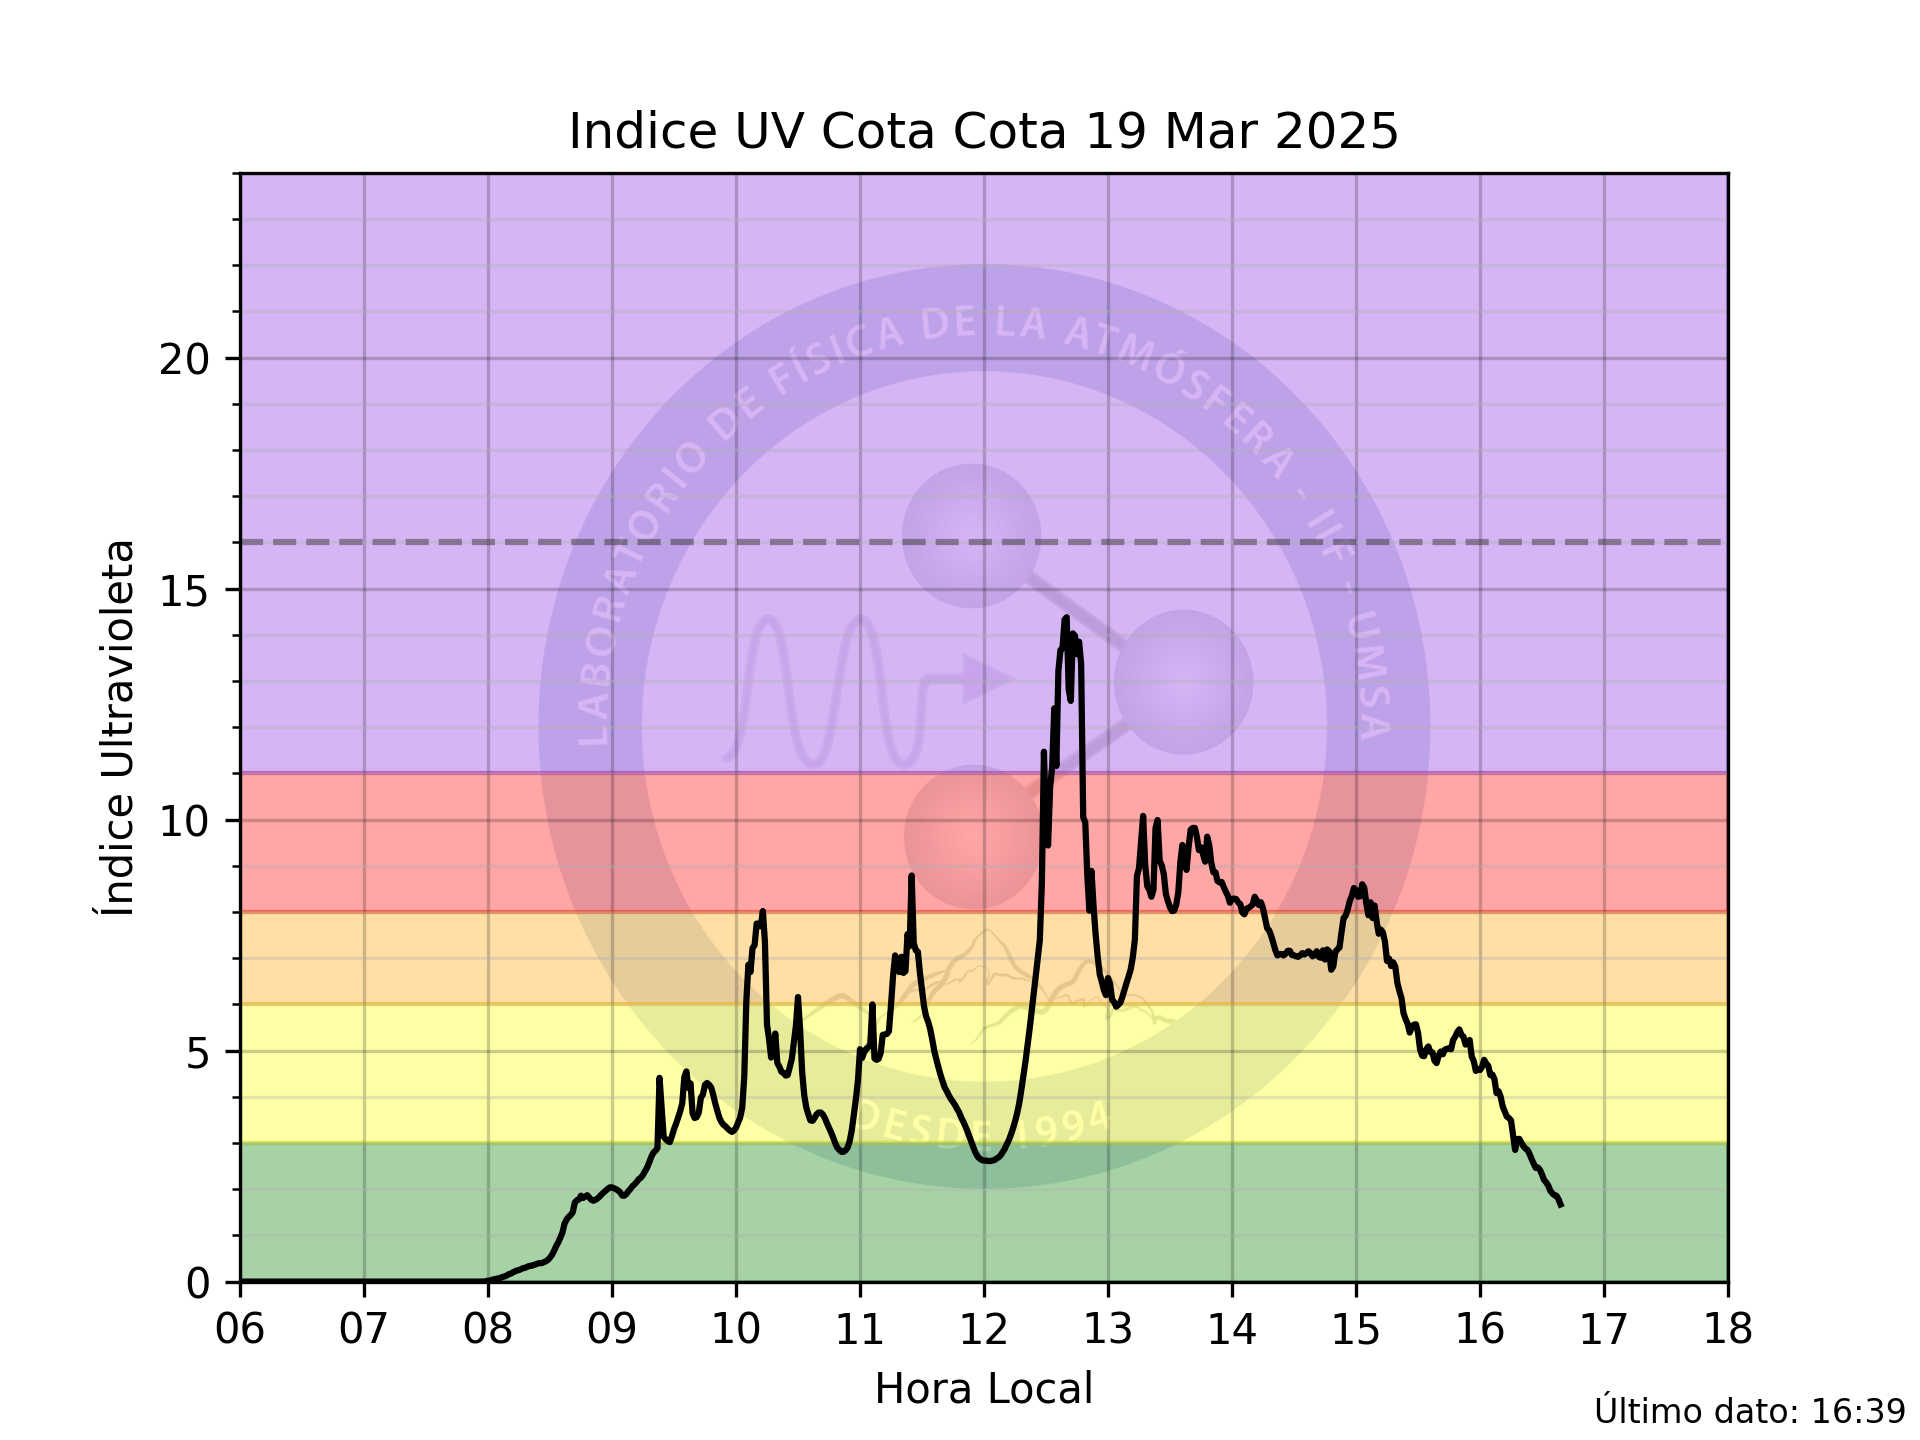 Indice UV Cota Cota 19 Mar 2025
LABORATORIO DE FÍSICA DE LA ATMÓSFERA - IIF - UMSA
DESDE 1994
Índice Ultravioleta
20
15
10
5
0
06 07 08 09 10 11 12 13 14 15 16 17 18
Hora Local
Último dato: 16:39